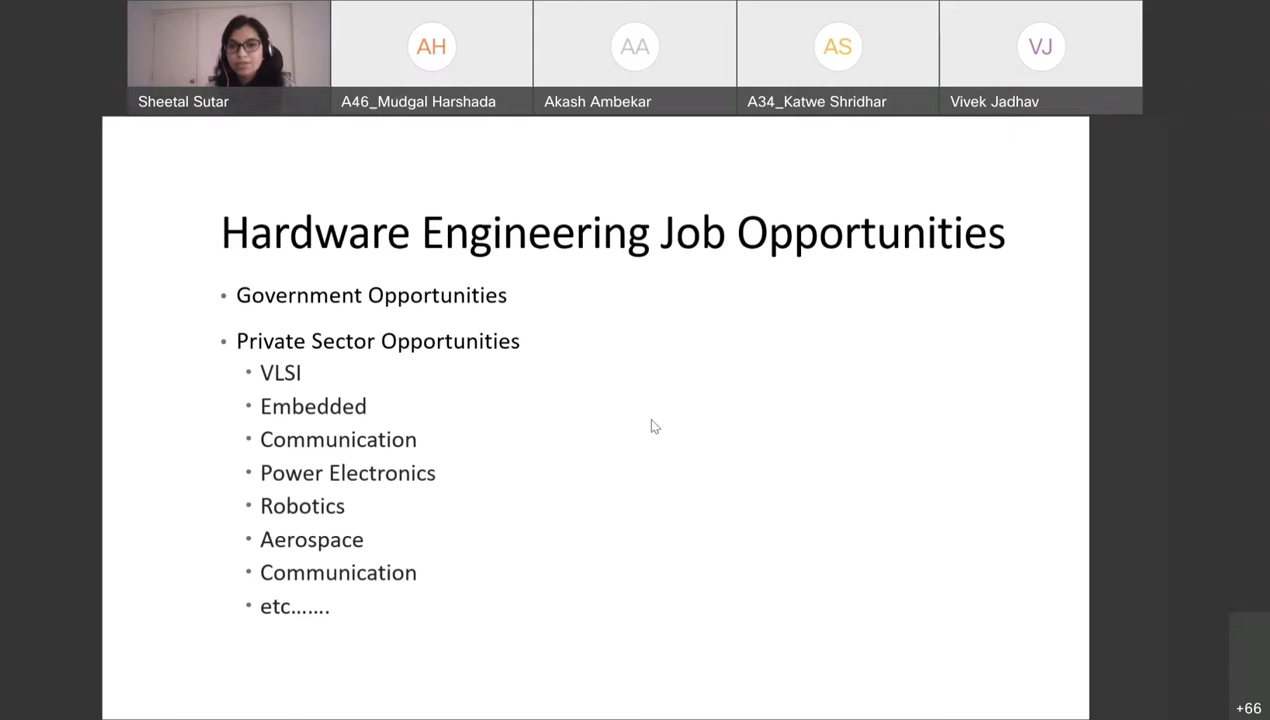 AH
AA
AS
VJ
Sheetal Sutar
A46_Mudgal Harshada
Akash Ambekar
A34_Katwe Shridhar
Vivek Jadhav
Hardware Engineering Job Opportunities
• Government Opportunities
• Private Sector Opportunities
• VLSI
• Embedded
• Communication
• Power Electronics
• Robotics
• Aerospace
• Communication
• etc.......
+66